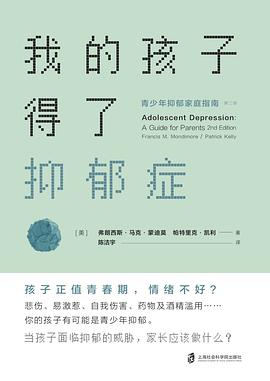 我的孩子
得了
抑郁症
青少年抑郁家庭指南 第二版
Adolescent Depression:
A Guide for Parents 2nd Edition
Francis M. Mondimore / Patrick Kelly
[美] 弗朗西斯·马克·蒙迪莫 帕特里克·凯利 著
陈洁宇 译
孩子正值青春期，情绪不好？
悲伤、易激惹、自我伤害、药物及酒精滥用……
你的孩子有可能是青少年抑郁。
当孩子面临抑郁的威胁，家长应该做什么？
上海社会科学院出版社